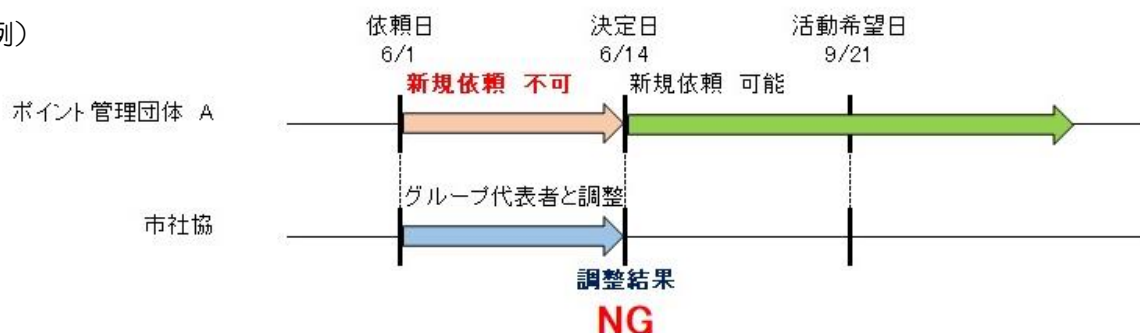 例）
依頼日 決定日 活動希望日
6/1 6/14 9/21
新規依頼 不可 新規依頼 可能
ポイント管理団体 A
グループ代表者と調整
市社協
調整結果
NG